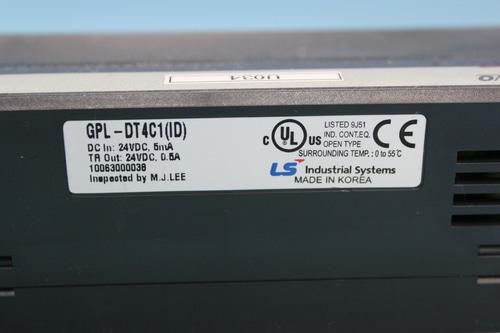 U034
GPL-DT4C1(ID)
DC In: 24VDC, 5mA
TR Out: 24VDC, 0.5A
10063000038
Inspected by M.J.LEE
C UL US
LISTED 9J51
IND. CONT. EQ.
OPEN TYPE
SURROUNDING TEMP. : 0 to 55℃
CE
LS Industrial Systems
MADE IN KOREA